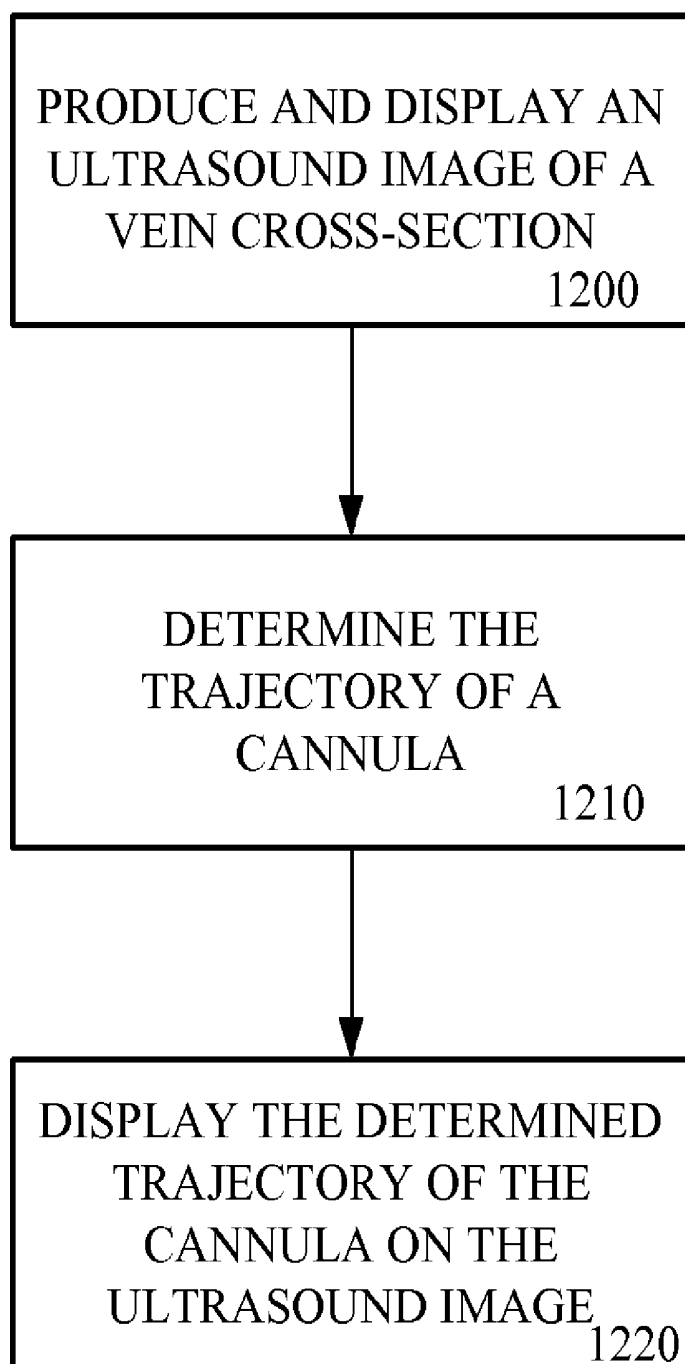 PRODUCE AND DISPLAY AN
ULTRASOUND IMAGE OF A
VEIN CROSS-SECTION
1200
DETERMINE THE
TRAJECTORY OF A
CANNULA
1210
DISPLAY THE DETERMINED
TRAJECTORY OF THE
CANNULA ON THE
ULTRASOUND IMAGE
1220